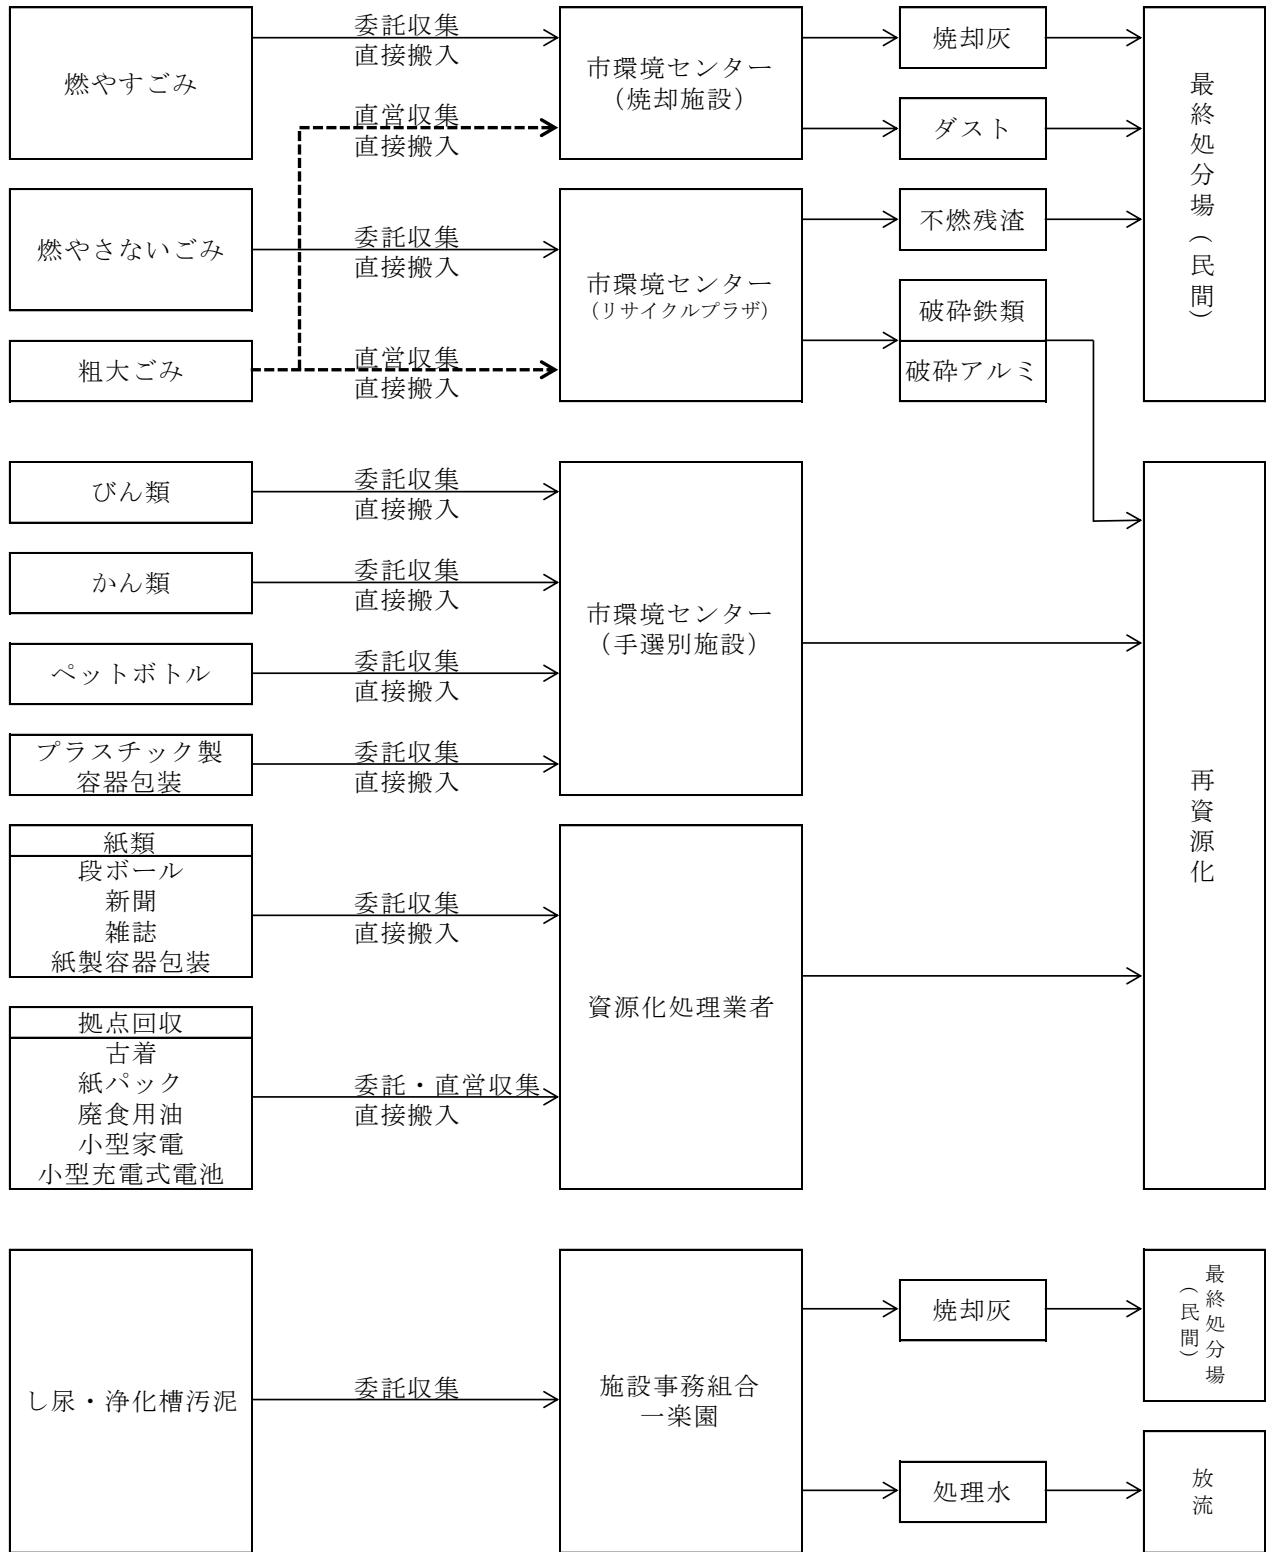 燃やすごみ
委託収集
直接搬入
直営収集
直接搬入
市環境センター
（焼却施設）
焼却灰
ダスト
最終処分場（民間）
燃やさないごみ
委託収集
直接搬入
粗大ごみ
直営収集
直接搬入
市環境センター
（リサイクルプラザ）
不燃残渣
破砕鉄類
破砕アルミ
びん類
委託収集
直接搬入
かん類
委託収集
直接搬入
ペットボトル
委託収集
直接搬入
プラスチック製
容器包装
委託収集
直接搬入
市環境センター
（手選別施設）
再資源化
紙類
段ボール
新聞
雑誌
紙製容器包装
委託収集
直接搬入
拠点回収
古着
紙パック
廃食用油
小型家電
小型充電式電池
委託・直営収集
直接搬入
資源化処理業者
し尿・浄化槽汚泥
委託収集
施設事務組合
一楽園
焼却灰
最終処分場
（民間）
処理水
放流